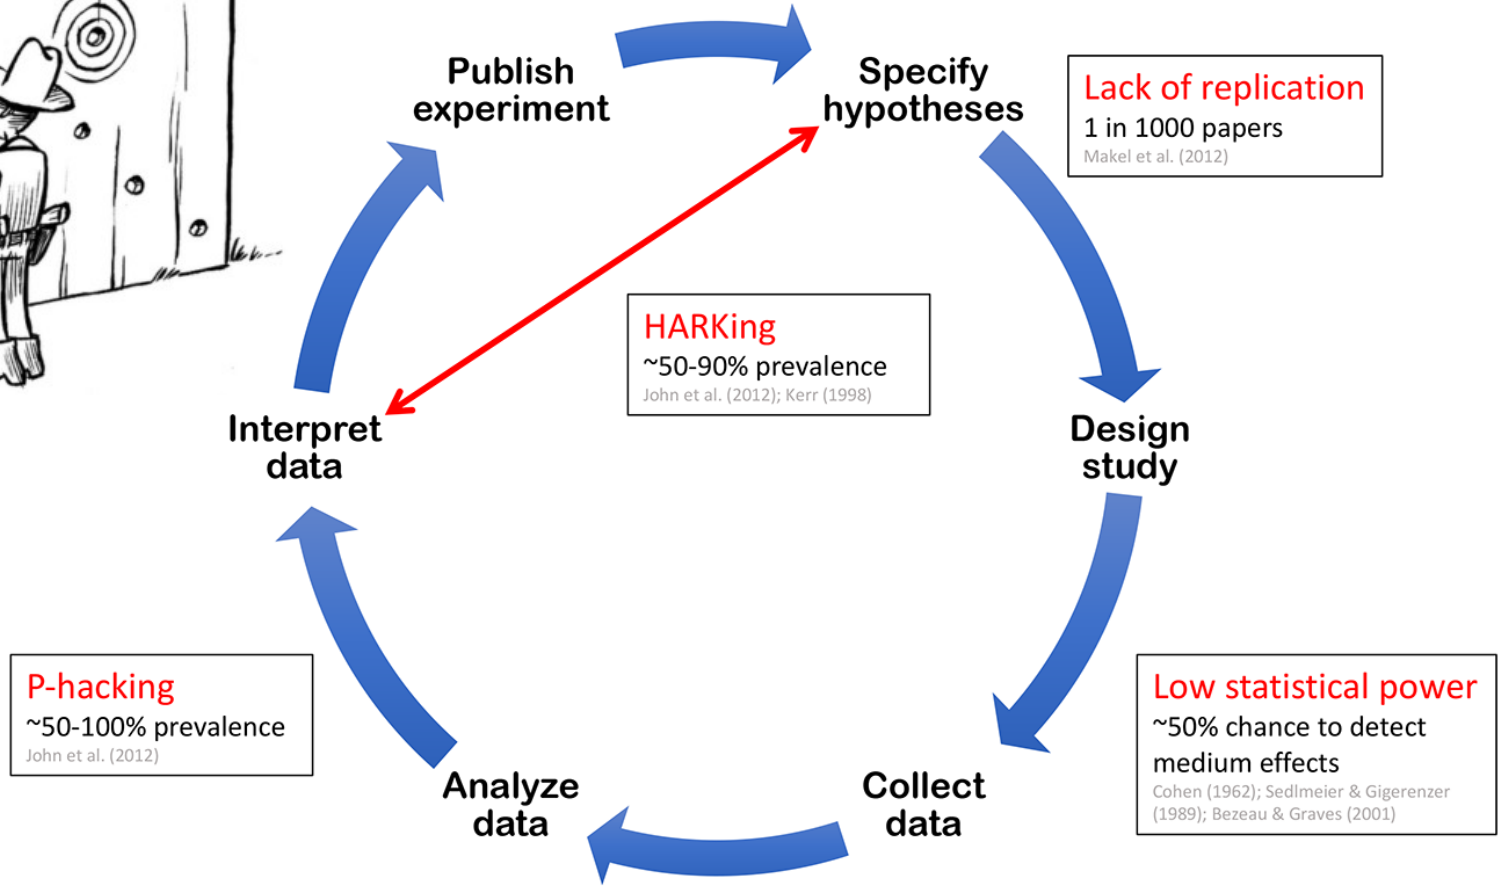 Publish
experiment
Specify
hypotheses
Lack of replication
1 in 1000 papers
Makel et al. (2012)
HARKing
~50-90% prevalence
John et al. (2012); Kerr (1998)
Interpret
data
Design
study
P-hacking
~50-100% prevalence
John et al. (2012)
Low statistical power
~50% chance to detect
medium effects
Cohen (1962); Sedlmeier & Gigerenzer
(1989); Bezeau & Graves (2001)
Analyze
data
Collect
data